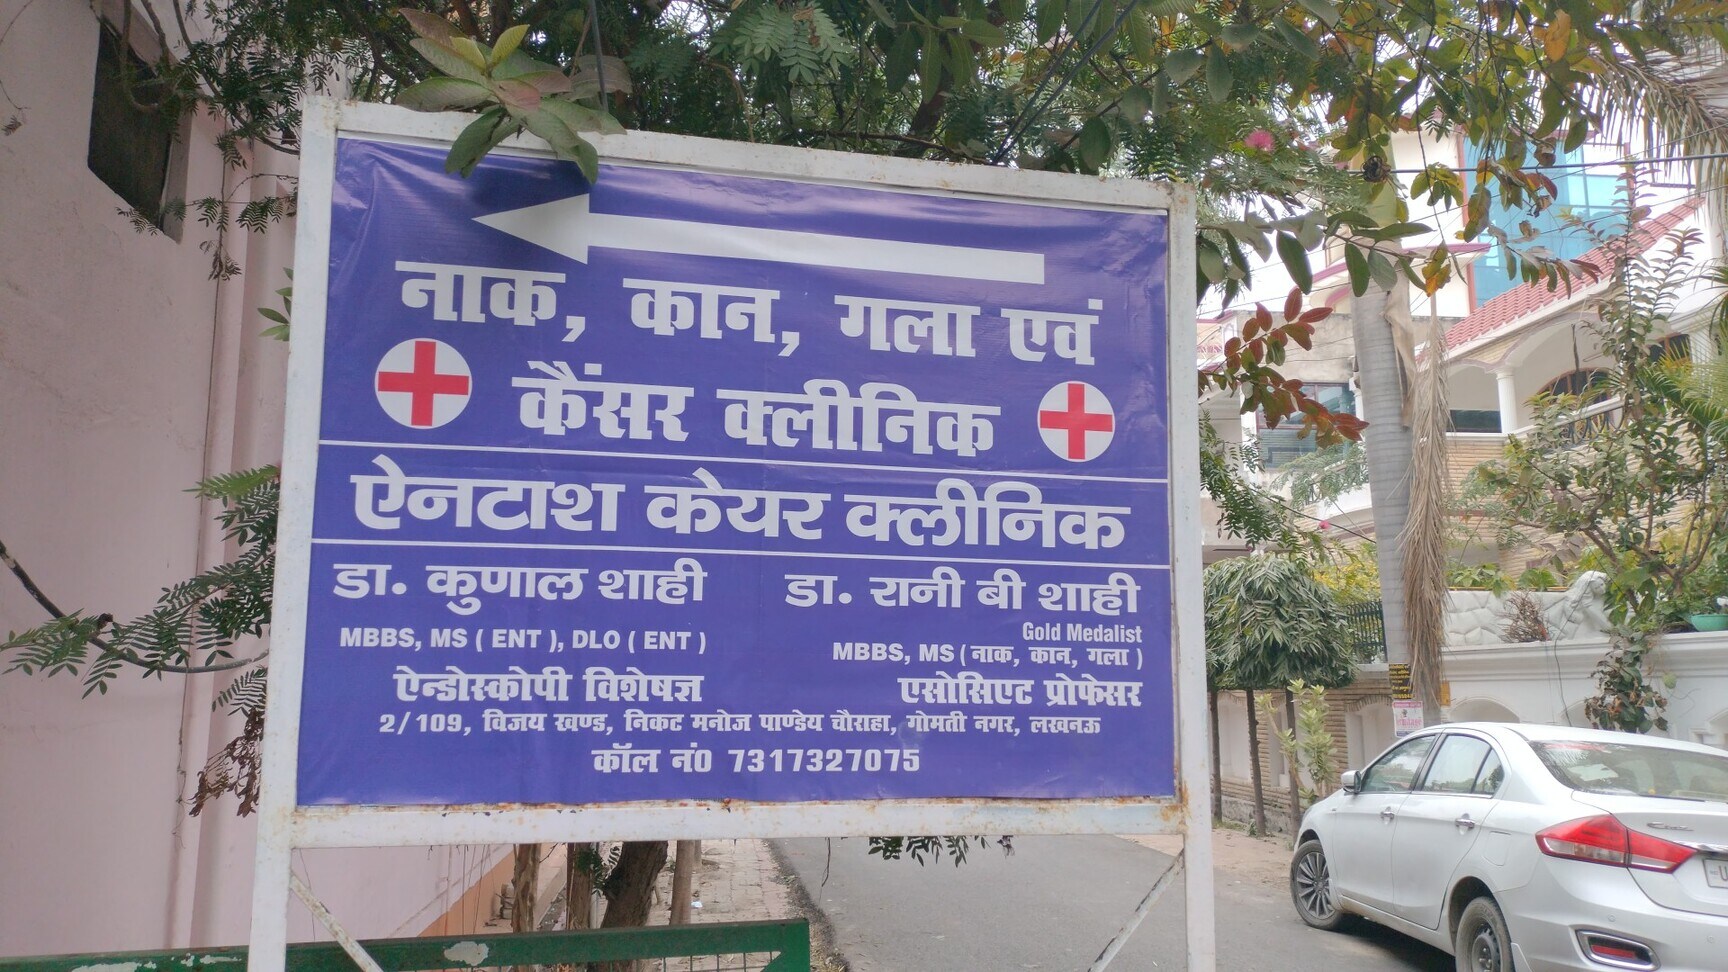 नाक, कान, गला एवं
कैंसर क्लीनिक
ऐनटाश केयर क्लीनिक
डा. कुणाल शाही
MBBS, MS ( ENT ), DLO ( ENT )
ऐन्डोस्कोपी विशेषज्ञ
डा. रानी बी शाही
Gold Medalist
MBBS, MS ( नाक, कान, गला )
एसोसिएट प्रोफेसर
2/109, विजय खण्ड, निकट मनोज पाण्डेय चौराहा, गोमती नगर, लखनऊ
कॉल नं0 7317327075